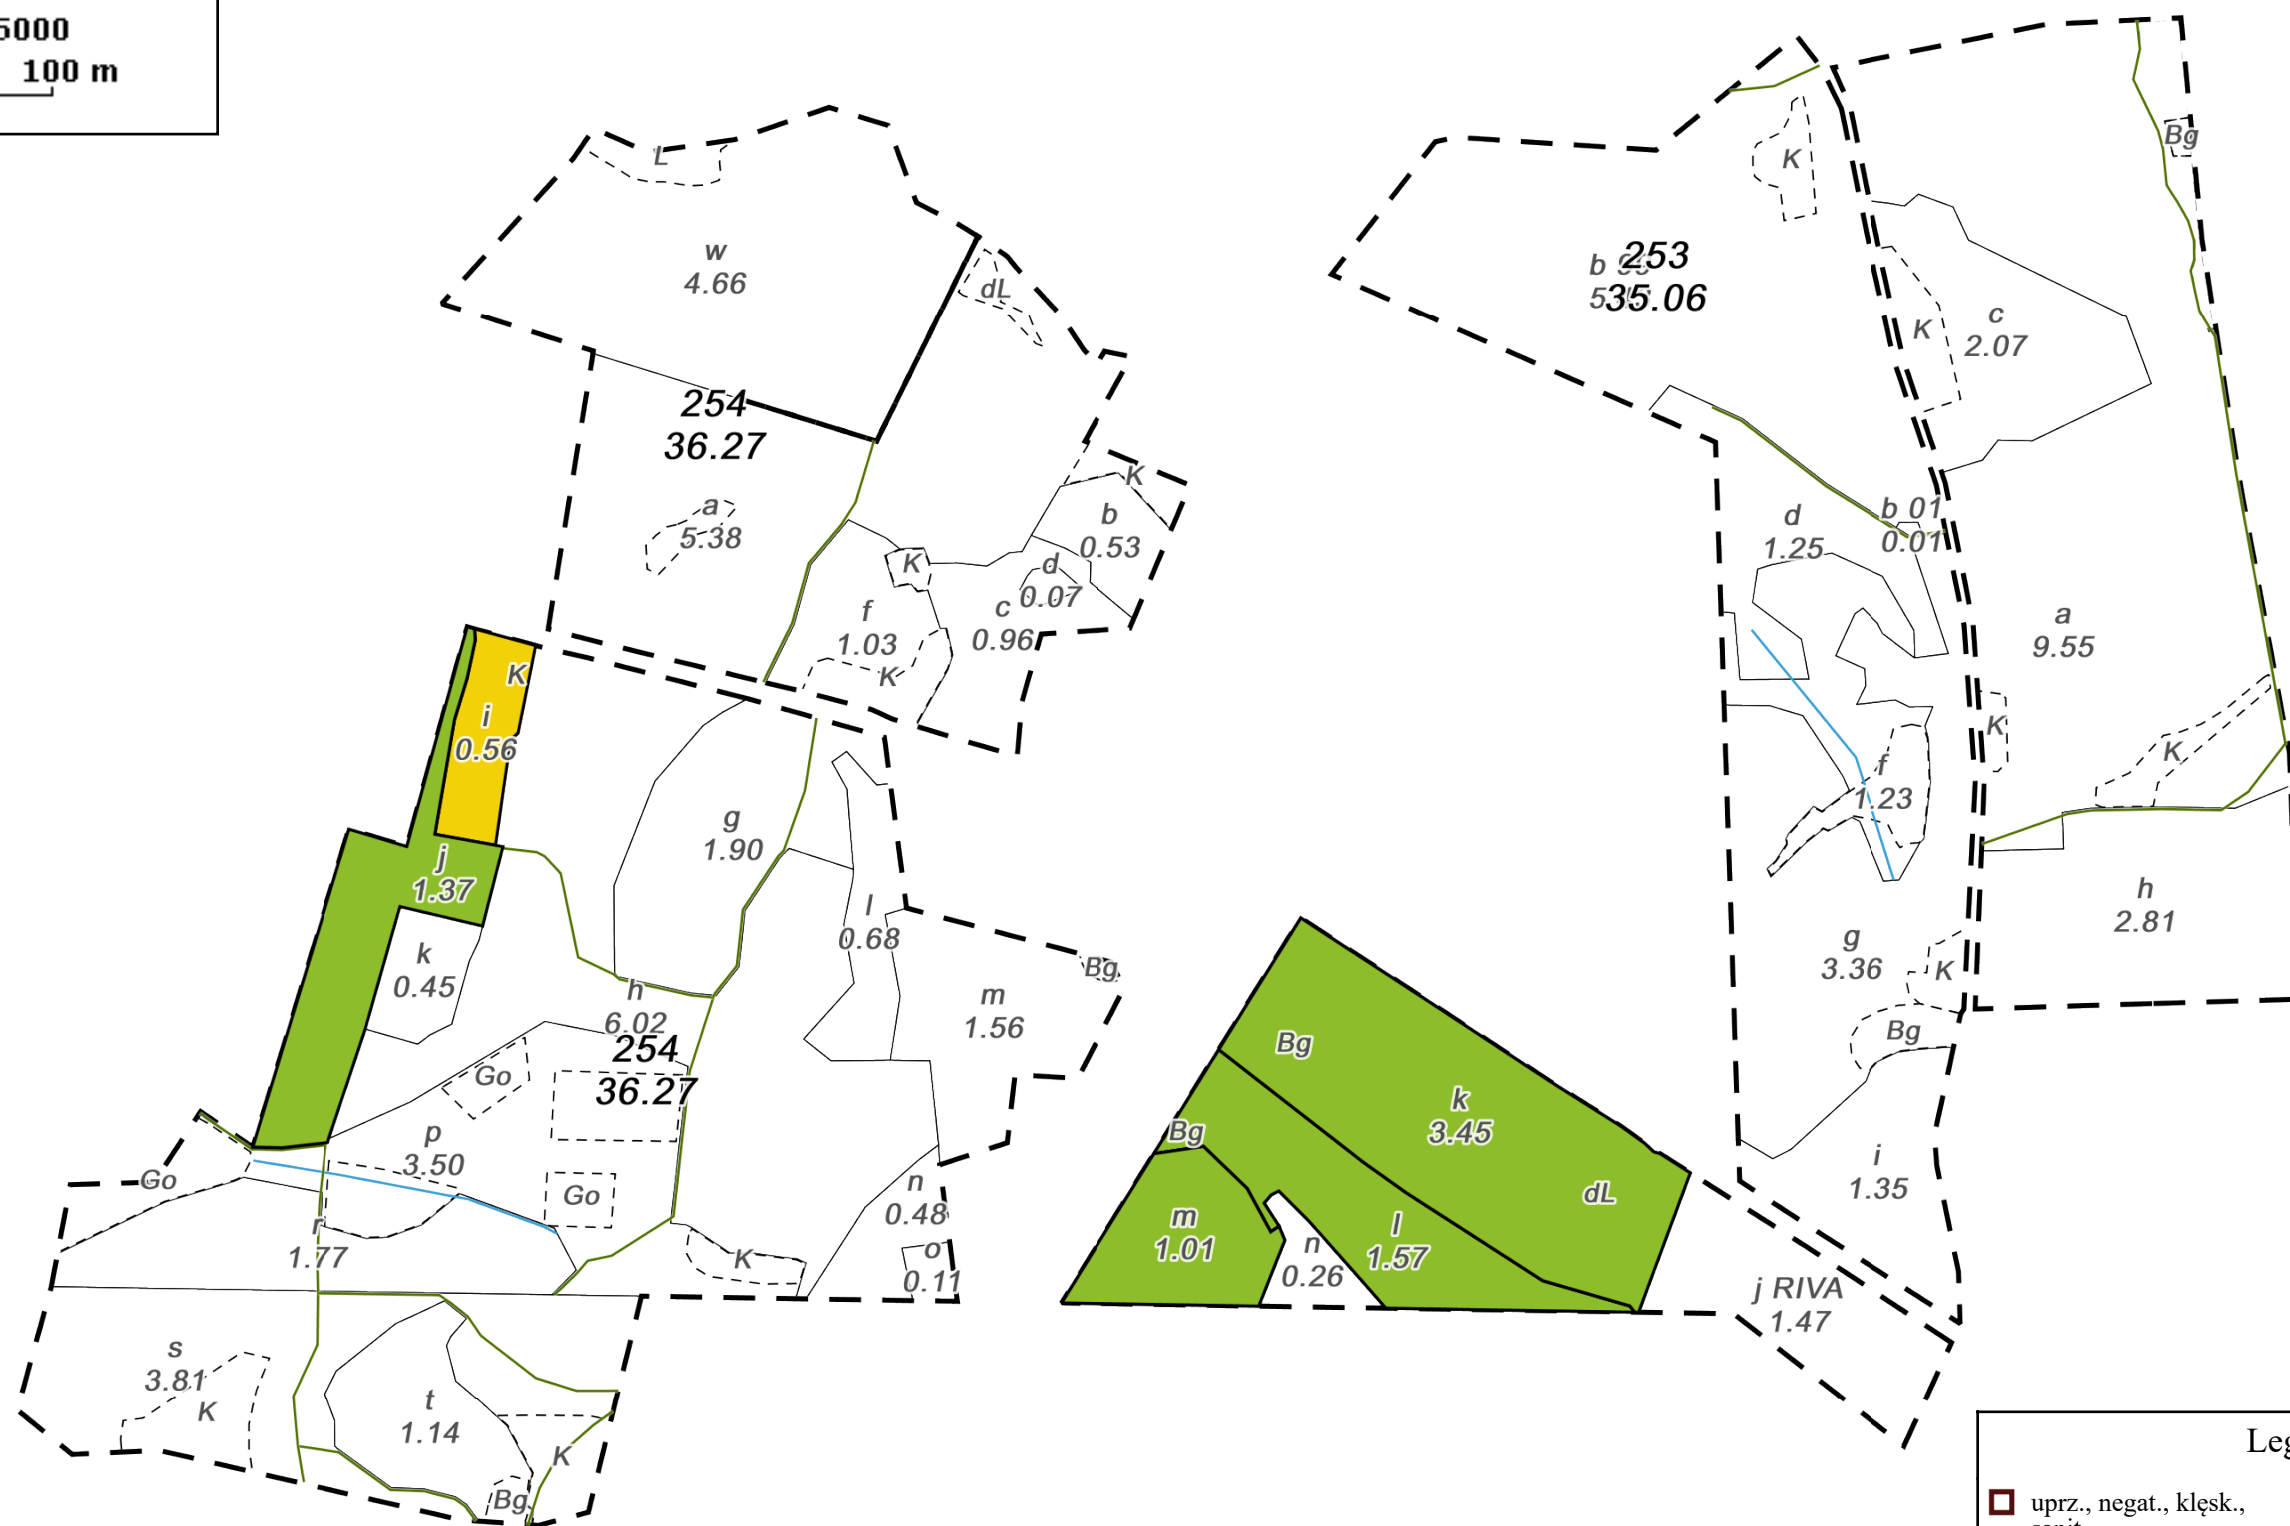 5000
100 m
L
w
4.66
dL
254
36.27
a
5.38
K
b
0.53
d
0.07
c
0.96
K
f
1.03
K
K
i
0.56
j
1.37
k
0.45
g
1.90
l
0.68
Bg
m
1.56
h
6.02
254
36.27
Go
p
3.50
Go
Go
r
1.77
n
0.48
o
0.11
K
s
3.81
K
t
1.14
K
Bg
K
b
253
35.06
Bg
K
c
2.07
b 01
0.01
d
1.25
a
9.55
K
K
f
1.23
h
2.81
g
3.36
K
Bg
i
1.35
Bg
k
3.45
Bg
dL
m
1.01
l
1.57
n
0.26
j RIVA
1.47
Leg
uprz., negat., klęsk.,